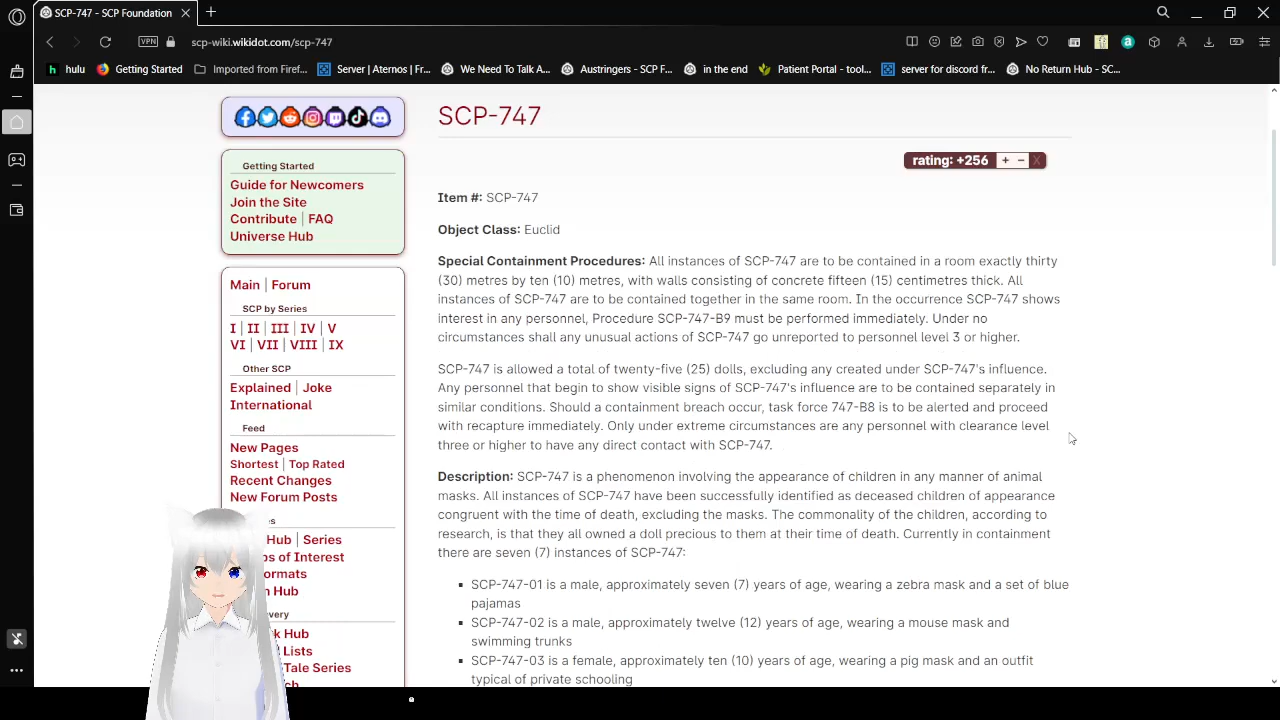 SCP-747 - SCP Foundation
VPN
scp-wiki.wikidot.com/scp-747
hulu
Getting Started
Imported from Firef...
Server | Aternos | Fr...
We Need To Talk A...
Austringers - SCP F...
in the end
Patient Portal - tool...
server for discord fr...
No Return Hub - SC...
Getting Started
Guide for Newcomers
Join the Site
Contribute | FAQ
Universe Hub
Main | Forum
SCP by Series
I | II | III | IV | V
VI | VII | VIII | IX
Other SCP
Explained | Joke
International
Feed
New Pages
Shortest | Top Rated
Recent Changes
New Forum Posts
Hub | Series
of Interest
Hub
Hub
Lists
Tale Series
SCP-747
rating: +256 + − X
Item #: SCP-747
Object Class: Euclid
Special Containment Procedures: All instances of SCP-747 are to be contained in a room exactly thirty
(30) metres by ten (10) metres, with walls consisting of concrete fifteen (15) centimetres thick. All
instances of SCP-747 are to be contained together in the same room. In the occurrence SCP-747 shows
interest in any personnel, Procedure SCP-747-B9 must be performed immediately. Under no
circumstances shall any unusual actions of SCP-747 go unreported to personnel level 3 or higher.
SCP-747 is allowed a total of twenty-five (25) dolls, excluding any created under SCP-747's influence.
Any personnel that begin to show visible signs of SCP-747's influence are to be contained separately in
similar conditions. Should a containment breach occur, task force 747-B8 is to be alerted and proceed
with recapture immediately. Only under extreme circumstances are any personnel with clearance level
three or higher to have any direct contact with SCP-747.
Description: SCP-747 is a phenomenon involving the appearance of children in any manner of animal
masks. All instances of SCP-747 have been successfully identified as deceased children of appearance
congruent with the time of death, excluding the masks. The commonality of the children, according to
research, is that they all owned a doll precious to them at their time of death. Currently in containment
there are seven (7) instances of SCP-747:
SCP-747-01 is a male, approximately seven (7) years of age, wearing a zebra mask and a set of blue
pajamas
SCP-747-02 is a male, approximately twelve (12) years of age, wearing a mouse mask and
swimming trunks
SCP-747-03 is a female, approximately ten (10) years of age, wearing a pig mask and an outfit
typical of private schooling